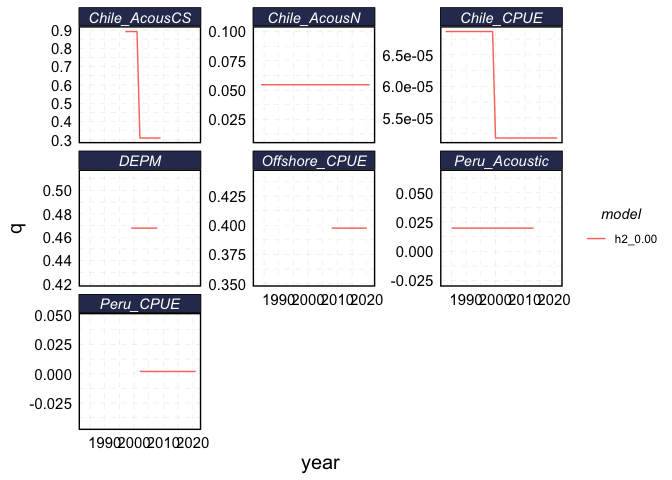 Chile_AcousCS
Chile_AcousN
Chile_CPUE
0.9
0.8
0.7
0.6
0.5
0.4
0.3
0.100
0.075
0.050
0.025
6.5e-05
6.0e-05
5.5e-05
DEPM
Offshore_CPUE
Peru_Acoustic
0.50
0.48
0.46
0.44
0.42
0.425
0.400
0.375
0.350
0.050
0.025
0.000
-0.025
1990 2000 2010 2020
1990 2000 2010 2020
Peru_CPUE
0.050
0.025
0.000
-0.025
1990 2000 2010 2020
q
year
model
h2_0.00